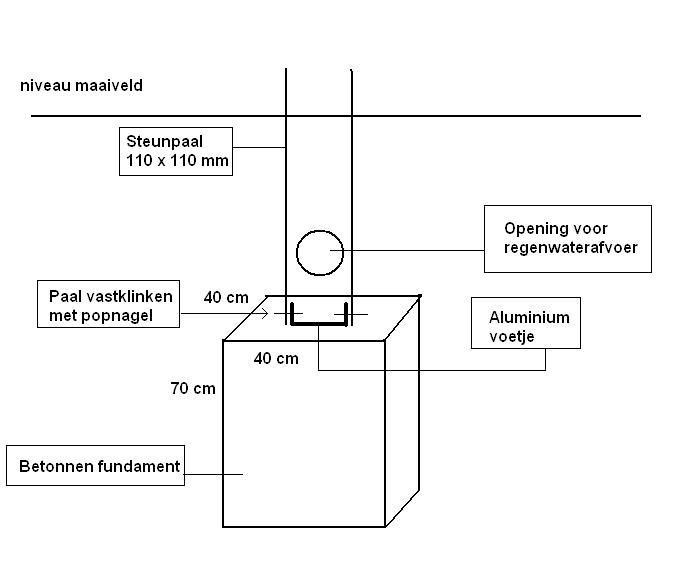 niveau maaiveld
Steunpaal
110 x 110 mm
Opening voor
regenwaterafvoer
Paal vastklinken
met popnagel
40 cm
Aluminium
voetje
40 cm
70 cm
Betonnen fundament